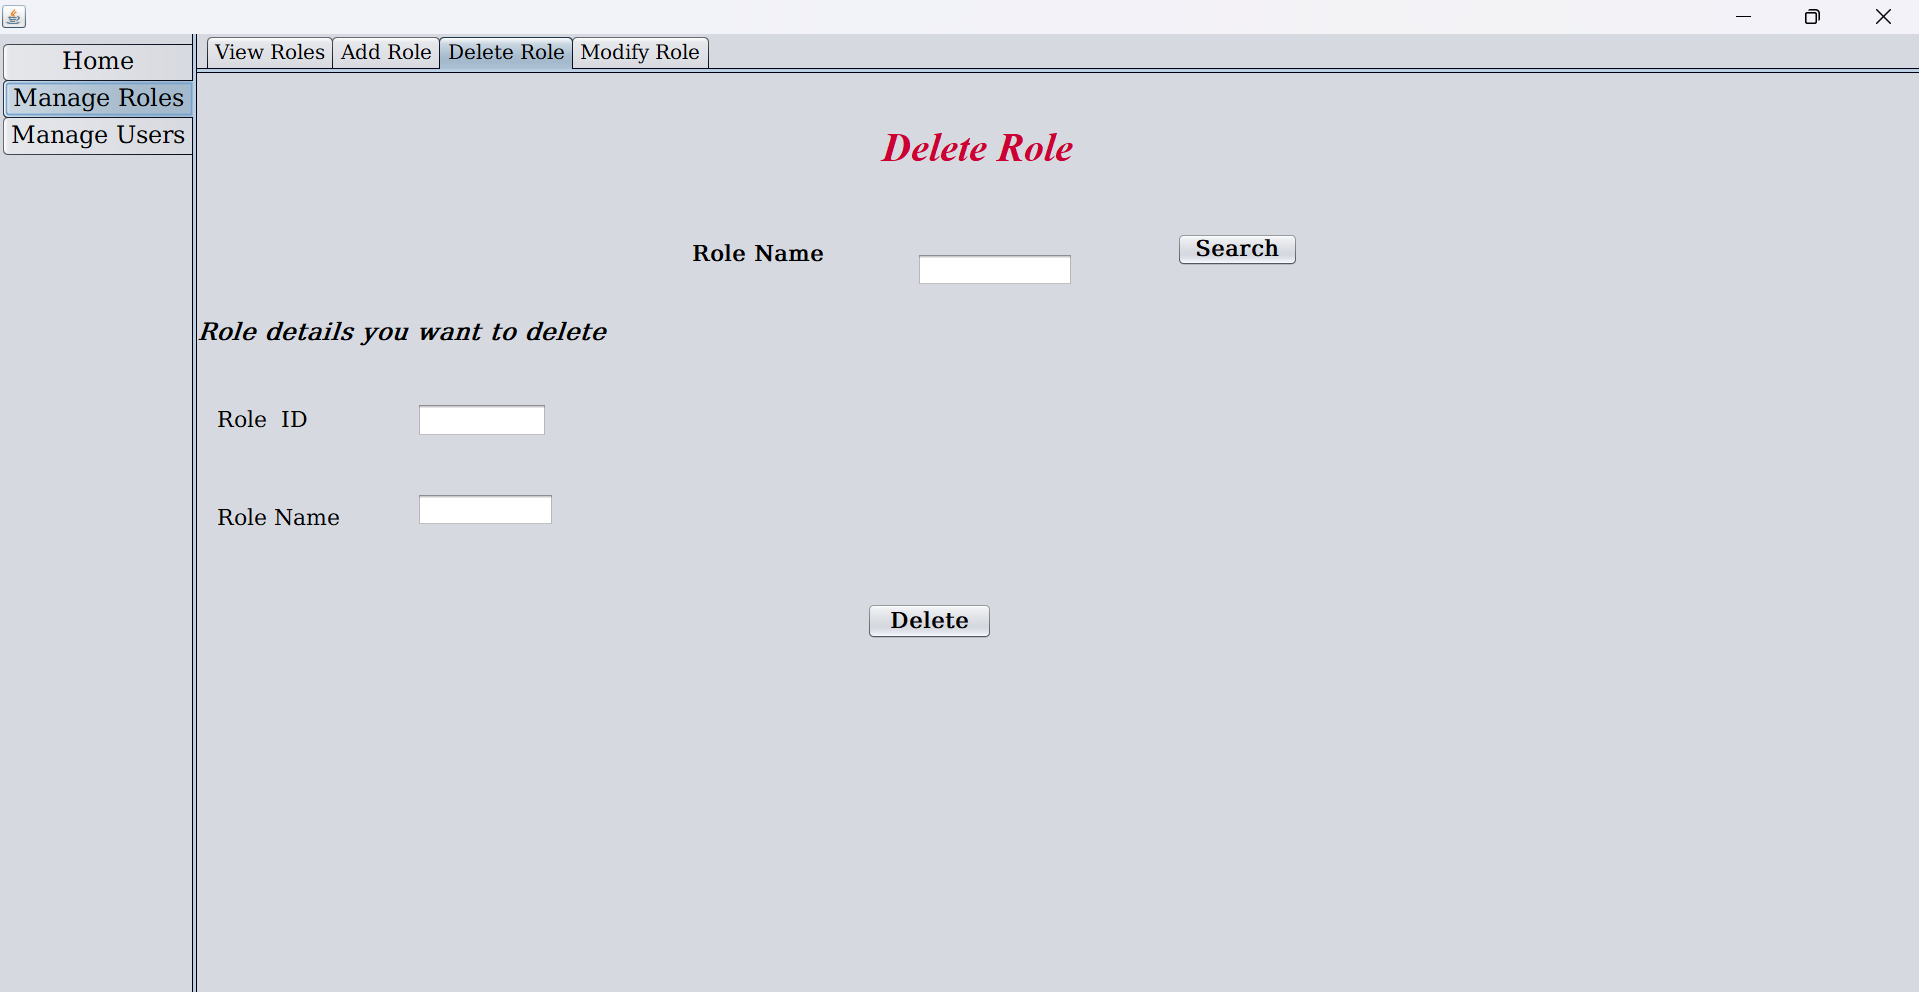 Home
Manage Roles
Manage Users
View Roles
Add Role
Delete Role
Modify Role
Delete Role
Role Name
Search
Role details you want to delete
Role ID
Role Name
Delete